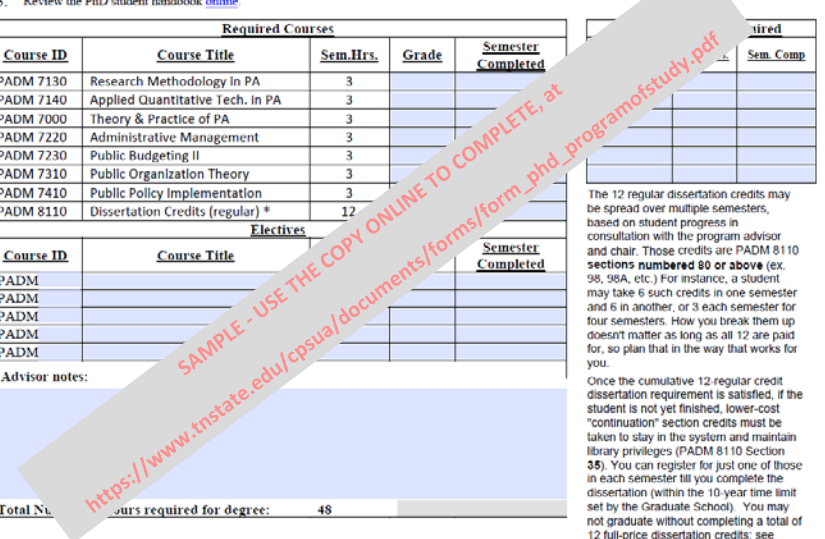 Review the PhD student handbook online.
Required Courses
Course ID Course Title Sem.Hrs. Grade Semester Completed
PADM 7130 Research Methodology in PA 3
PADM 7140 Applied Quantitative Tech. in PA 3
PADM 7000 Theory & Practice of PA 3
PADM 7220 Administrative Management 3
PADM 7230 Public Budgeting II 3
PADM 7310 Public Organization Theory 3
PADM 7410 Public Policy Implementation 3
PADM 8110 Dissertation Credits (regular) * 12
Electives
Course ID Course Title Semester Completed
PADM
PADM
PADM
PADM
PADM
Advisor notes:
hours required for degree: 48
SAMPLE - USE THE COPY ONLINE TO COMPLETE, at
https://www.tnstate.edu/cpsua/documents/forms/form_phd_programofstudy.pdf
Sem. Comp
The 12 regular dissertation credits may
be spread over multiple semesters,
based on student progress in
consultation with the program advisor
and chair. Those credits are PADM 8110
sections numbered 80 or above (ex.
98, 98A, etc.) For instance, a student
may take 6 such credits in one semester
and 6 in another, or 3 each semester for
four semesters. How you break them up
doesn't matter as long as all 12 are paid
for, so plan that in the way that works for
you.
Once the cumulative 12-regular credit
dissertation requirement is satisfied, if the
student is not yet finished, lower-cost
"continuation" section credits must be
taken to stay in the system and maintain
library privileges (PADM 8110 Section
35). You can register for just one of those
in each semester till you complete the
dissertation (within the 10-year time limit
set by the Graduate School). You may
not graduate without completing a total of
12 full-price dissertation credits; see